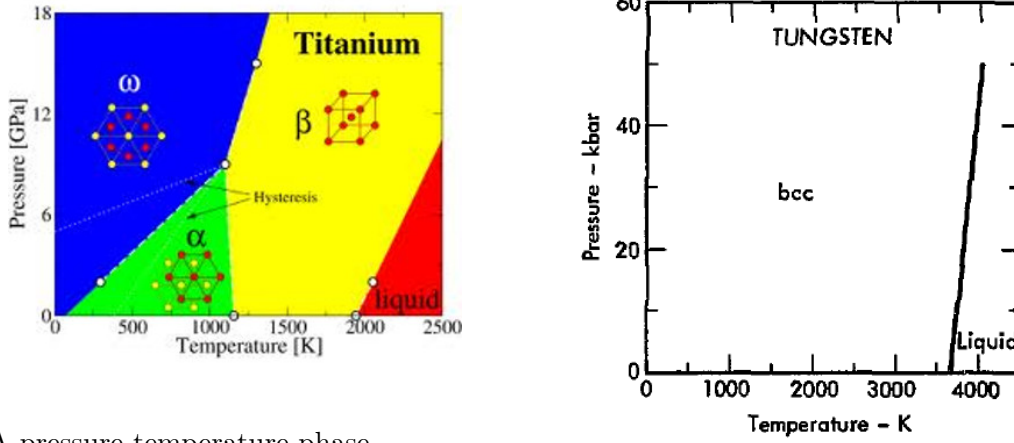 18
Titanium
ω
12
β
Pressure [GPa]
Hysteresis
6
α
liquid
0
0 500 1000 1500 2000 2500
Temperature [K]
60
TUNGSTEN
40
Pressure – kbar
bcc
20
Liquid
0
0 1000 2000 3000 4000
Temperature – K
A pressure temperature phase